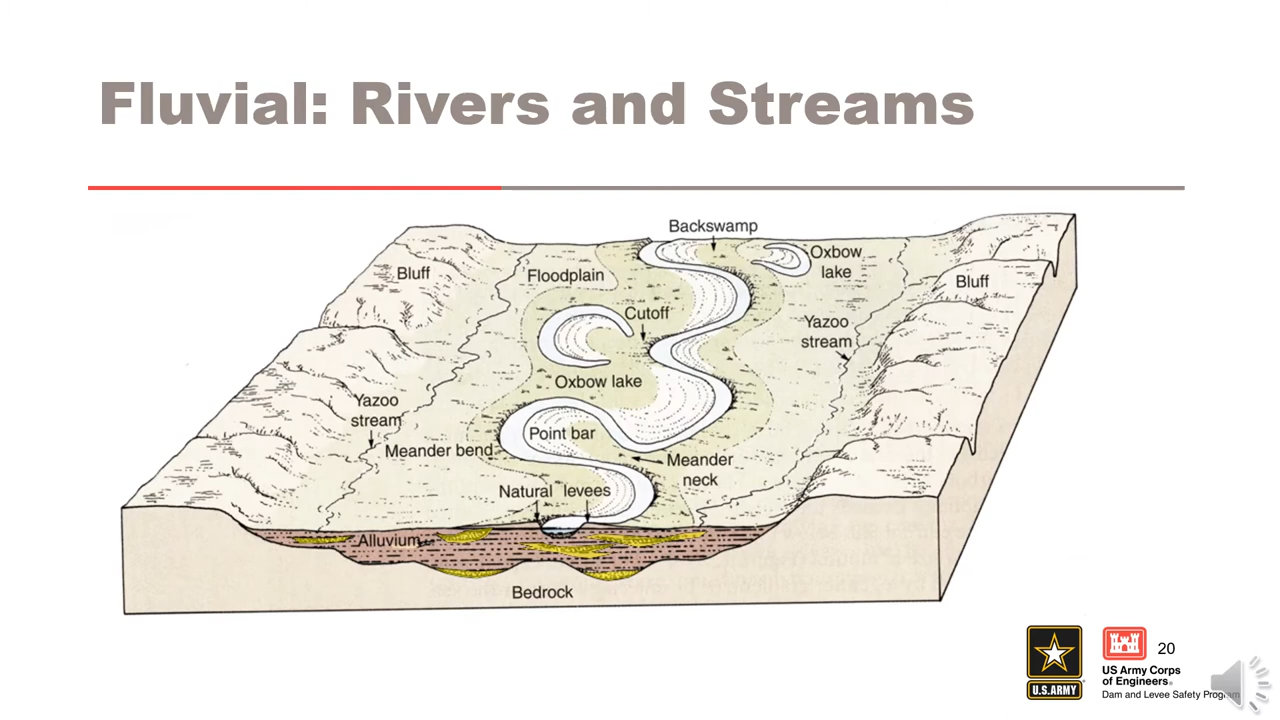 Fluvial: Rivers and Streams
Backswamp
Oxbow
lake
Bluff
Floodplain
Bluff
Cutoff
Yazoo
stream
Oxbow lake
Yazoo
stream
Point bar
Meander bend
Meander
neck
Natural levees
Alluvium
Bedrock
U.S.ARMY
20
US Army Corps
of Engineers®
Dam and Levee Safety Program